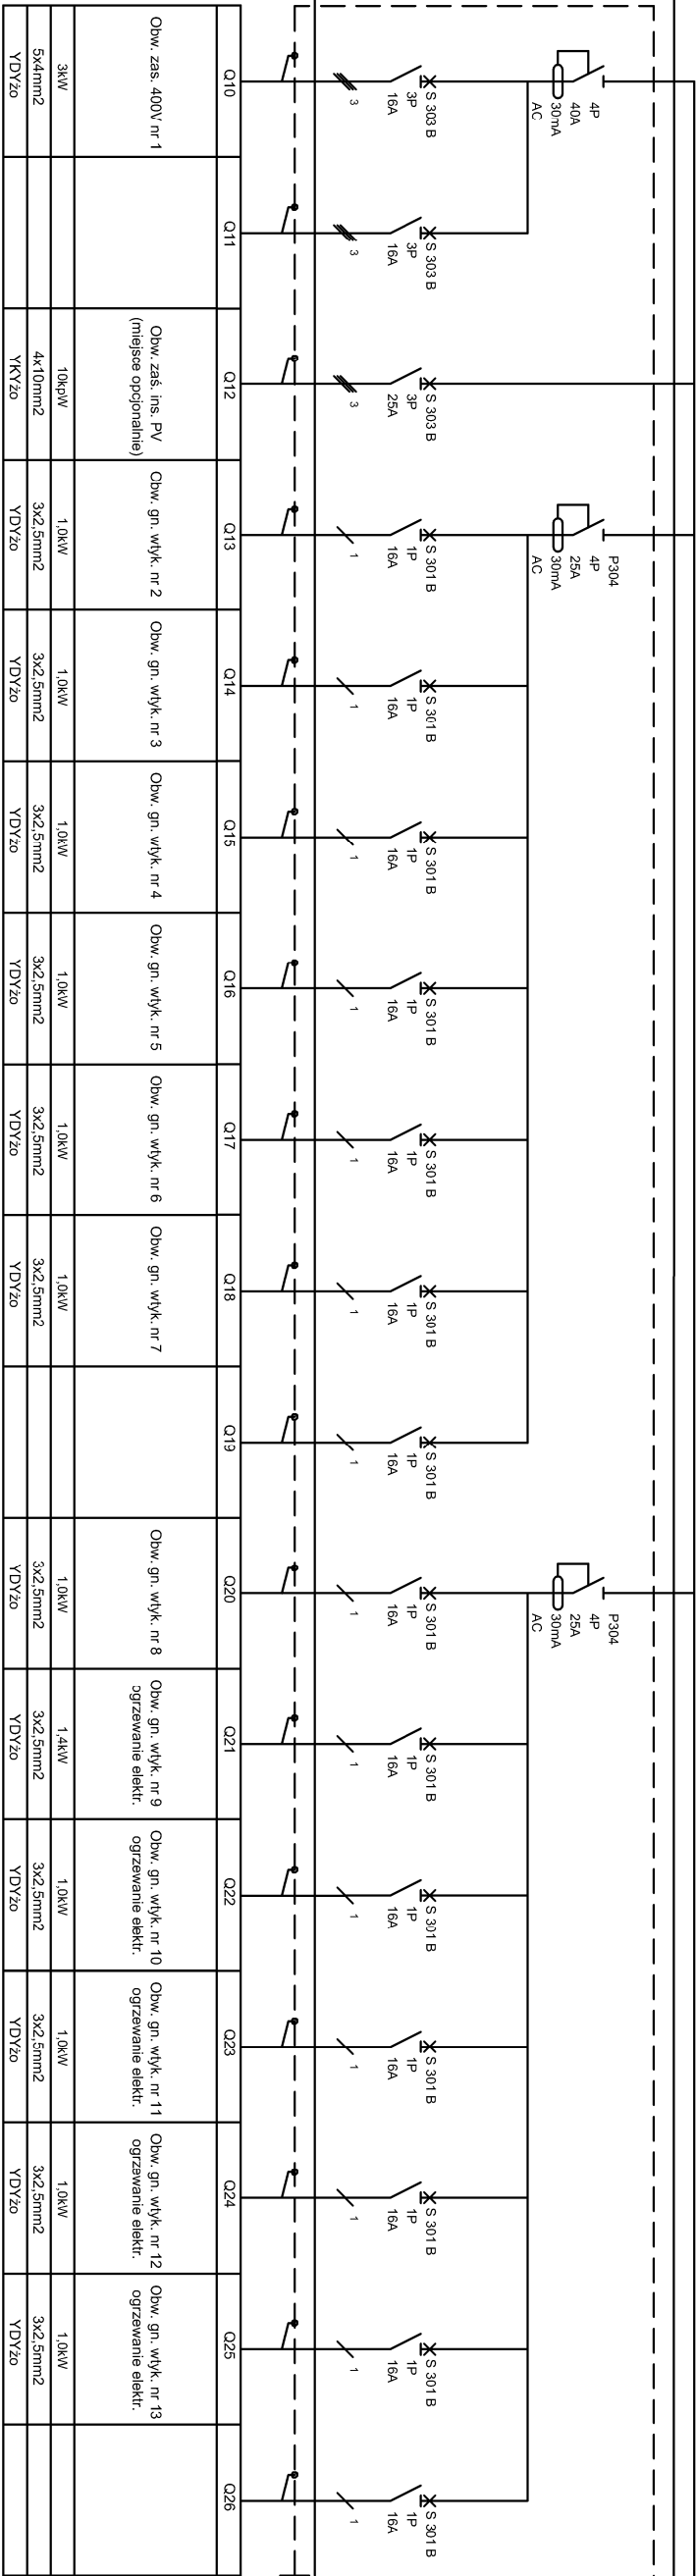 4P
40A
30mA
AC
S 303 B
3P
16A
3
Q10
Obw. zas. 400V nr 1
3kW
5x4mm2
YDYżo
S 303 B
3P
16A
3
Q11
S 303 B
3P
25A
3
Q12
Obw. zaś. ins. PV
(miejsce opcjonalnie)
10kpW
4x10mm2
YKYżo
P304
4P
25A
30mA
AC
S 301 B
1P
16A
1
Q13
Obw. gn. wtyk. nr 2
1,0kW
3x2,5mm2
YDYżo
S 301 B
1P
16A
1
Q14
Obw. gn. wtyk. nr 3
1,0kW
3x2,5mm2
YDYżo
S 301 B
1P
16A
1
Q15
Obw. gn. wtyk. nr 4
1,0kW
3x2,5mm2
YDYżo
S 301 B
1P
16A
1
Q16
Obw. gn. wtyk. nr 5
1,0kW
3x2,5mm2
YDYżo
S 301 B
1P
16A
1
Q17
Obw. gn. wtyk. nr 6
1,0kW
3x2,5mm2
YDYżo
S 301 B
1P
16A
1
Q18
Obw. gn. wtyk. nr 7
1,0kW
3x2,5mm2
YDYżo
S 301 B
1P
16A
1
Q19
P304
4P
25A
30mA
AC
S 301 B
1P
16A
1
Q20
Obw. gn. wtyk. nr 8
1,0kW
3x2,5mm2
YDYżo
S 301 B
1P
16A
1
Q21
Obw. gn. wtyk. nr 9
ogrzewanie elektr.
1,4kW
3x2,5mm2
YDYżo
S 301 B
1P
16A
1
Q22
Obw. gn. wtyk. nr 10
ogrzewanie elektr.
1,0kW
3x2,5mm2
YDYżo
S 301 B
1P
16A
1
Q23
Obw. gn. wtyk. nr 11
ogrzewanie elektr.
1,0kW
3x2,5mm2
YDYżo
S 301 B
1P
16A
1
Q24
Obw. gn. wtyk. nr 12
ogrzewanie elektr.
1,0kW
3x2,5mm2
YDYżo
S 301 B
1P
16A
1
Q25
Obw. gn. wtyk. nr 13
ogrzewanie elektr.
1,0kW
3x2,5mm2
YDYżo
S 301 B
1P
16A
1
Q26